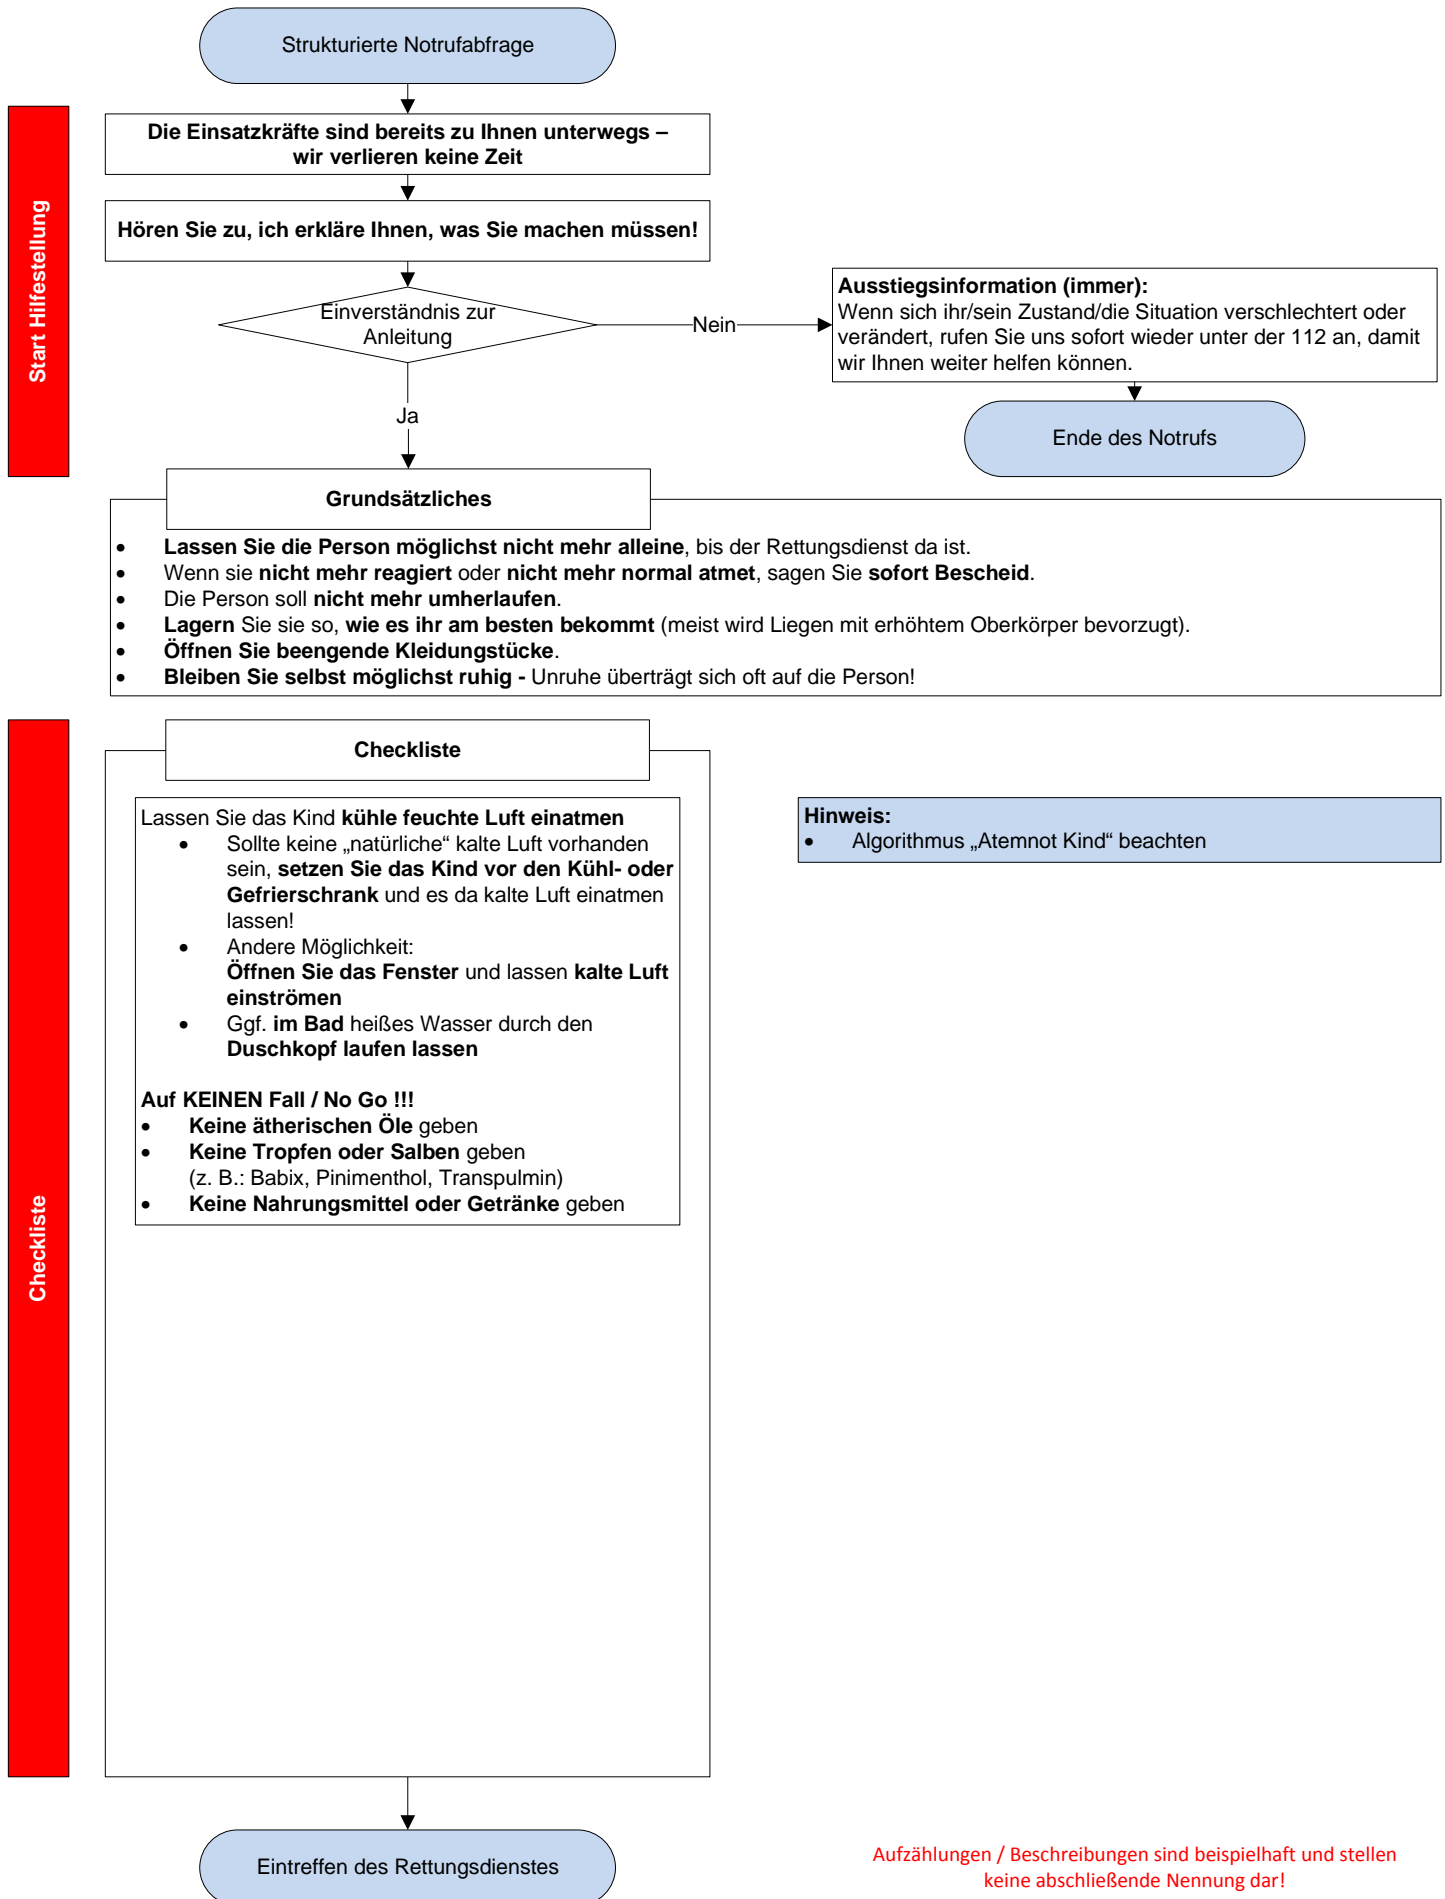 Strukturierte Notrufabfrage
Start Hilfestellung
Die Einsatzkräfte sind bereits zu Ihnen unterwegs –
wir verlieren keine Zeit
Hören Sie zu, ich erkläre Ihnen, was Sie machen müssen!
Einverständnis zur
Anleitung
Nein
Ausstiegsinformation (immer):
Wenn sich ihr/sein Zustand/die Situation verschlechtert oder
verändert, rufen Sie uns sofort wieder unter der 112 an, damit
wir Ihnen weiter helfen können.
Ende des Notrufs
Ja
Grundsätzliches
• Lassen Sie die Person möglichst nicht mehr alleine, bis der Rettungsdienst da ist.
• Wenn sie nicht mehr reagiert oder nicht mehr normal atmet, sagen Sie sofort Bescheid.
• Die Person soll nicht mehr umherlaufen.
• Lagern Sie sie so, wie es ihr am besten bekommt (meist wird Liegen mit erhöhtem Oberkörper bevorzugt).
• Öffnen Sie beengende Kleidungstücke.
• Bleiben Sie selbst möglichst ruhig - Unruhe überträgt sich oft auf die Person!
Checkliste
Checkliste
Lassen Sie das Kind kühle feuchte Luft einatmen
• Sollte keine „natürliche“ kalte Luft vorhanden
sein, setzen Sie das Kind vor den Kühl- oder
Gefrierschrank und es da kalte Luft einatmen
lassen!
• Andere Möglichkeit:
Öffnen Sie das Fenster und lassen kalte Luft
einströmen
• Ggf. im Bad heißes Wasser durch den
Duschkopf laufen lassen
Auf KEINEN Fall / No Go !!!
• Keine ätherischen Öle geben
• Keine Tropfen oder Salben geben
(z. B.: Babix, Pinimenthol, Transpulmin)
• Keine Nahrungsmittel oder Getränke geben
Hinweis:
• Algorithmus „Atemnot Kind“ beachten
Eintreffen des Rettungsdienstes
Aufzählungen / Beschreibungen sind beispielhaft und stellen
keine abschließende Nennung dar!